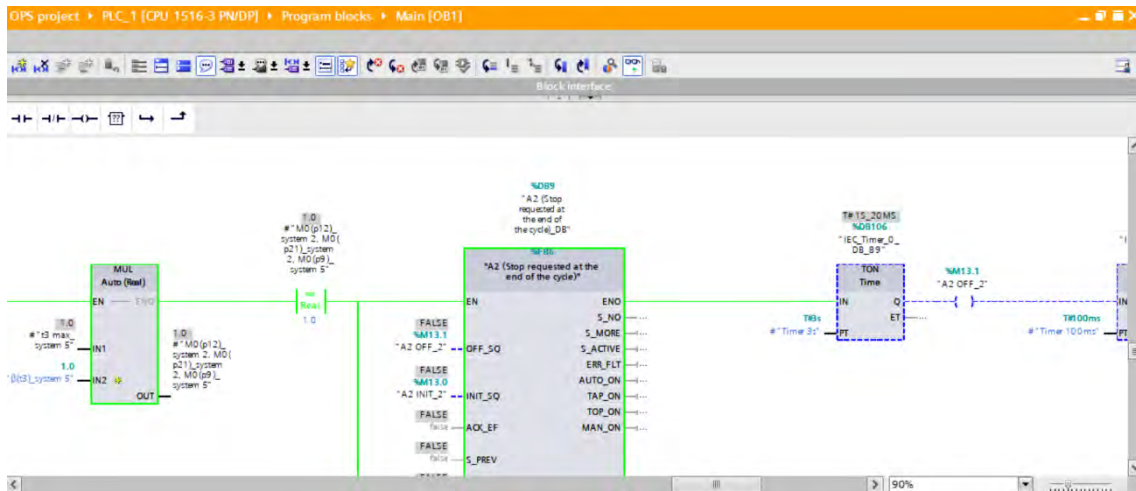 OPS project ▸ PLC_1 [CPU 1516-3 PN/DP] ▸ Program blocks ▸ Main [OB1]
Block interface
??
1.0
#"M0(p12)_
system 2, M0(
p21)_system
2, M0(p9)_
system 5"
Real
1.0
MUL
Auto (Real)
EN
ENO
1.0
#"t3 max_
system 5"
IN1
1.0
IN2
OUT
1.0
#"M0(p12)_
system 2, M0(
p21)_system
2, M0(p9)_
system 5"
%DB9
"A2 (Stop
requested at
the end of
the cycle)_DB"
"A2 (Stop requested at the
end of the cycle)"
EN
ENO
S_NO
S_MORE
S_ACTIVE
ERR_FLT
AUTO_ON
TAP_ON
TOP_ON
MAN_ON
FALSE
%M13.1
"A2 OFF_2"
OFF_SQ
FALSE
%M13.0
"A2 INIT_2"
INIT_SQ
FALSE
false
ACK_EF
FALSE
false
S_PREV
T#1S_20MS
%DB106
"IEC_Timer_0_
DB_89"
TON
Time
IN
Q
ET
T#3s
#"Timer 3s"
PT
%M13.1
"A2 OFF_2"
IN
T#100ms
#"Timer 100ms"
PT
90%